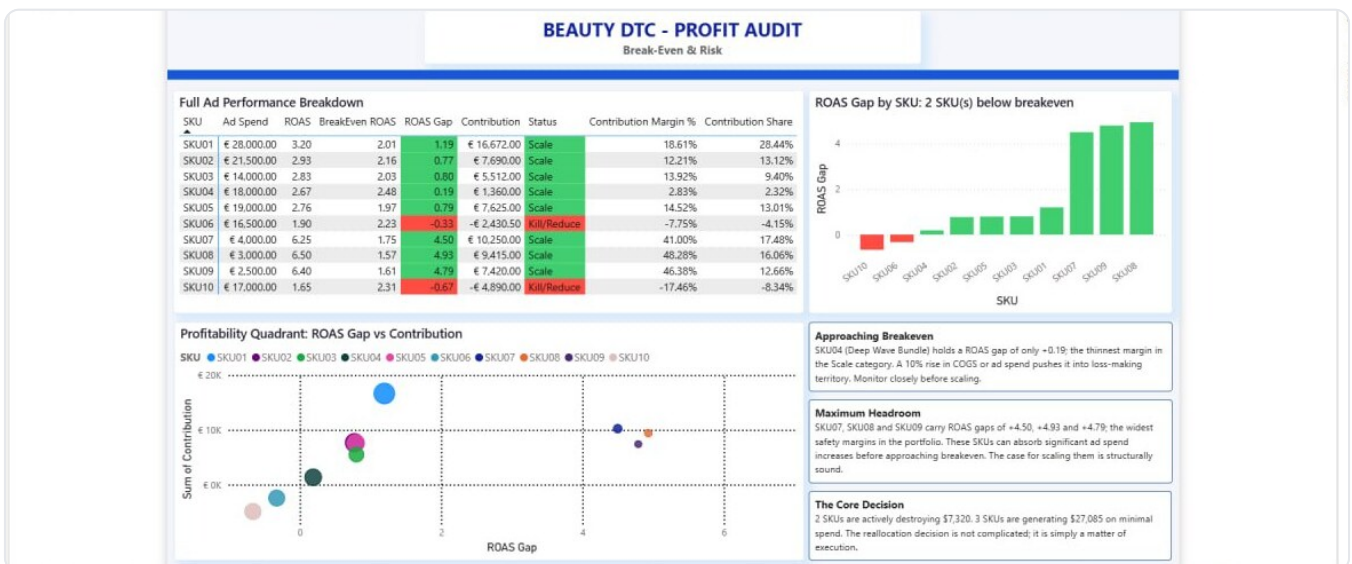 BEAUTY DTC - PROFIT AUDIT
Break-Even & Risk
Full Ad Performance Breakdown
SKU Ad Spend ROAS BreakEven ROAS ROAS Gap Contribution Status Contribution Margin % Contribution Share
SKU01 € 28,000.00 3.20 2.01 1.19 € 16,672.00 Scale 18.61% 28.44%
SKU02 € 21,500.00 2.93 2.16 0.77 € 7,690.00 Scale 12.21% 13.12%
SKU03 € 14,000.00 2.83 2.03 0.80 € 5,512.00 Scale 13.92% 9.40%
SKU04 € 18,000.00 2.67 2.48 0.19 € 1,360.00 Scale 2.83% 2.32%
SKU05 € 19,000.00 2.76 1.97 0.79 € 7,625.00 Scale 14.52% 13.01%
SKU06 € 16,500.00 1.90 2.23 -0.33 -€ 2,430.50 Kill/Reduce -7.75% -4.15%
SKU07 € 4,000.00 6.25 1.75 4.50 € 10,250.00 Scale 41.00% 17.48%
SKU08 € 3,000.00 6.50 1.57 4.93 € 9,415.00 Scale 48.28% 16.06%
SKU09 € 2,500.00 6.40 1.61 4.79 € 7,420.00 Scale 46.38% 12.66%
SKU10 € 17,000.00 1.65 2.31 -0.67 -€ 4,890.00 Kill/Reduce -17.46% -8.34%
ROAS Gap by SKU: 2 SKU(s) below breakeven
ROAS Gap
4
2
0
SKU10 SKU06 SKU04 SKU02 SKU05 SKU03 SKU01 SKU07 SKU09 SKU08
SKU
Profitability Quadrant: ROAS Gap vs Contribution
SKU SKU01 SKU02 SKU03 SKU04 SKU05 SKU06 SKU07 SKU08 SKU09 SKU10
Sum of Contribution
€ 20K
€ 10K
€ 0K
0 2 4 6
ROAS Gap
Approaching Breakeven
SKU04 (Deep Wave Bundle) holds a ROAS gap of only +0.19; the thinnest margin in
the Scale category. A 10% rise in COGS or ad spend pushes it into loss-making
territory. Monitor closely before scaling.
Maximum Headroom
SKU07, SKU08 and SKU09 carry ROAS gaps of +4.50, +4.93 and +4.79; the widest
safety margins in the portfolio. These SKUs can absorb significant ad spend
increases before approaching breakeven. The case for scaling them is structurally
sound.
The Core Decision
2 SKUs are actively destroying $7,320. 3 SKUs are generating $27,085 on minimal
spend. The reallocation decision is not complicated; it is simply a matter of
execution.